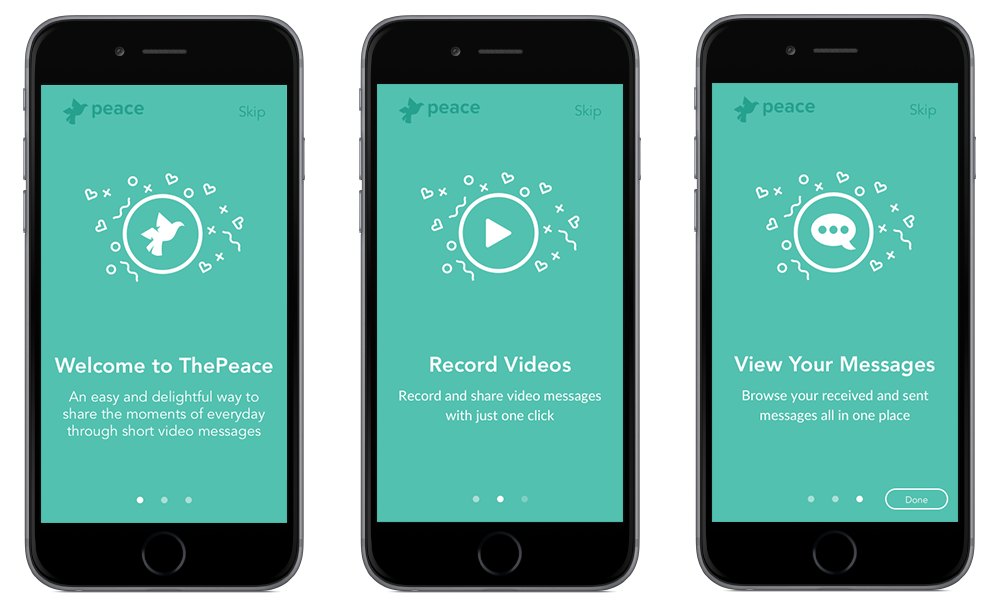 peace
Skip
Welcome to ThePeace
An easy and delightful way to
share the moments of everyday
through short video messages
peace
Skip
Record Videos
Record and share video messages
with just one click
peace
Skip
View Your Messages
Browse your received and sent
messages all in one place
Done